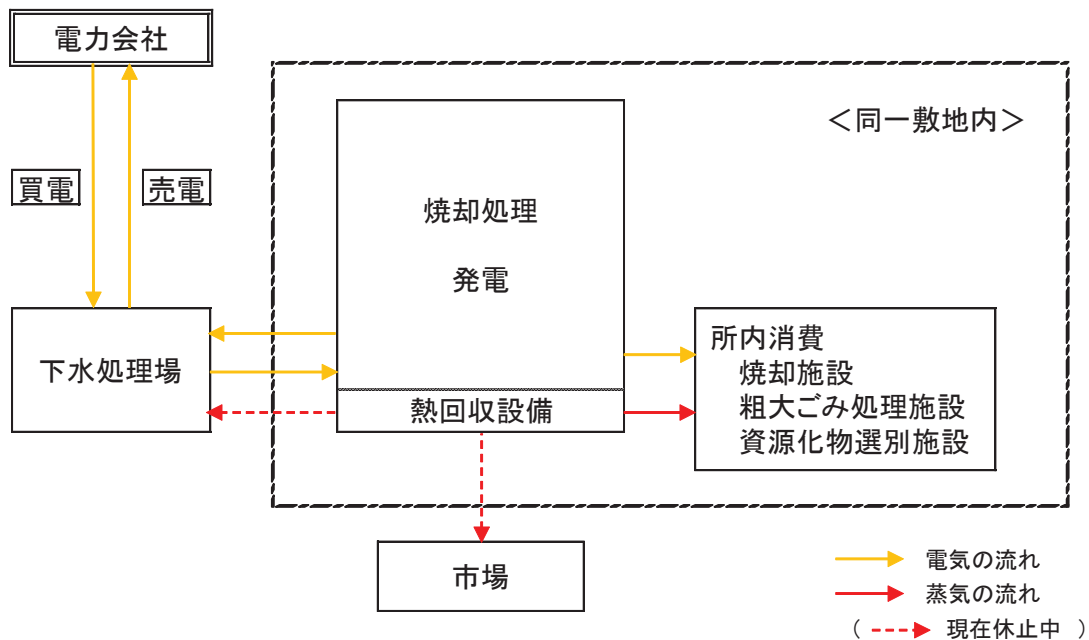 電力会社
＜同一敷地内＞
買電
売電
焼却処理
発電
下水処理場
熱回収設備
所内消費
焼却施設
粗大ごみ処理施設
資源化物選別施設
市場
電気の流れ
蒸気の流れ
（ 現在休止中 ）